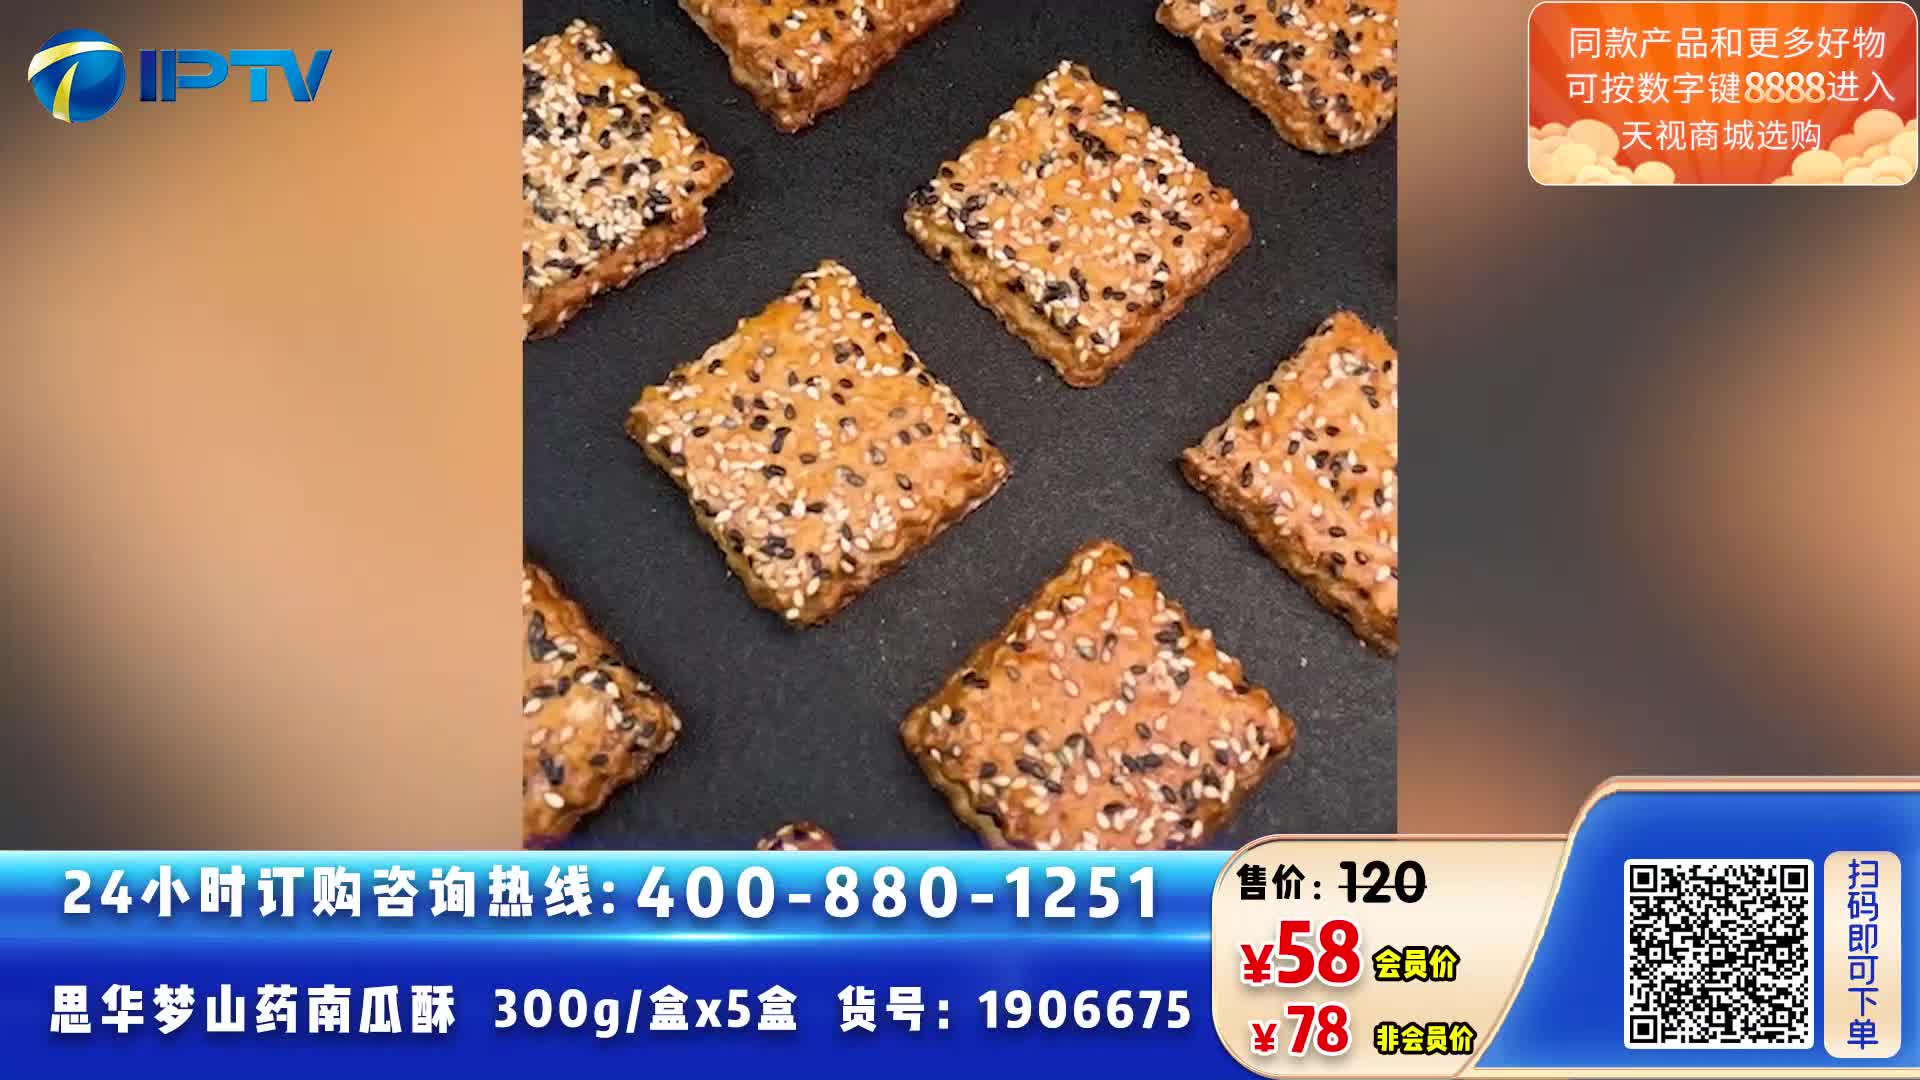 IPTV
同款产品和更多好物
可按数字键8888进入
天视商城选购
24小时订购咨询热线:400-880-1251
思华梦山药南瓜酥 300g/盒x5盒 货号：1906675
售价：120
¥58 会员价
¥78 非会员价
扫码即可下单